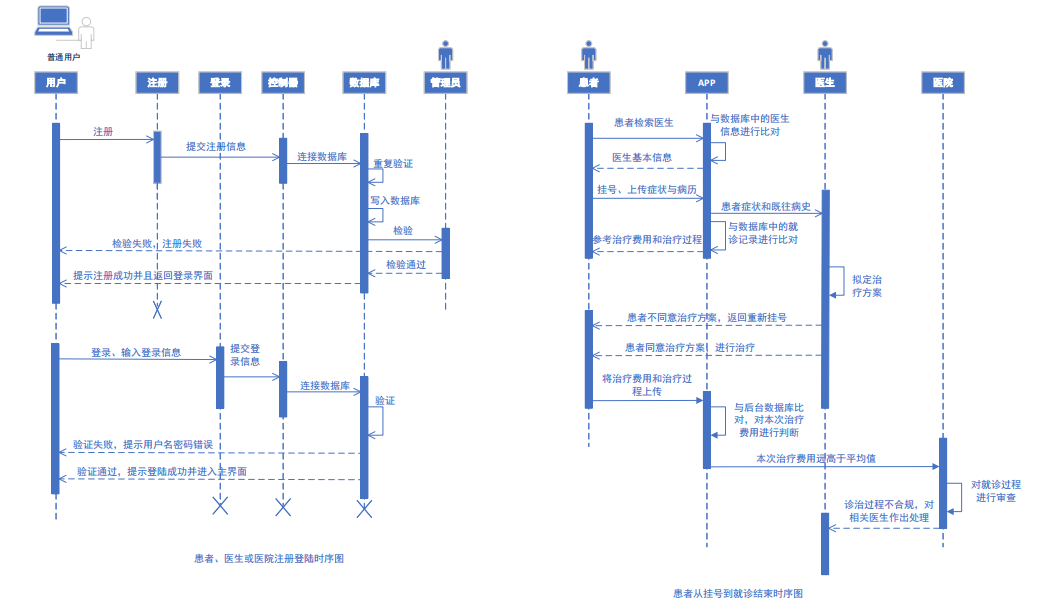 普通用户
用户
注册
登录
控制器
数据库
管理员
注册
提交注册信息
连接数据库
重复验证
写入数据库
检验
检验失败，注册失败
检验通过
提示注册成功并且返回登录界面
登录、输入登录信息
提交登
录信息
连接数据库
验证
验证失败，提示用户名密码错误
验证通过，提示登陆成功并进入主界面
患者、医生或医院注册登陆时序图
患者
APP
医生
医院
患者检索医生
与数据库中的医生
信息进行比对
医生基本信息
挂号、上传症状与病历
患者症状和既往病史
与数据库中的就
诊记录进行比对
参考治疗费用和治疗过程
拟定治
疗方案
患者不同意治疗方案，返回重新挂号
患者同意治疗方案，进行治疗
将治疗费用和治疗过
程上传
与后台数据库比
对，对本次治疗
费用进行判断
本次治疗费用远高于平均值
对就诊过程
进行审查
诊治过程不合规，对
相关医生作出处理
患者从挂号到就诊结束时序图